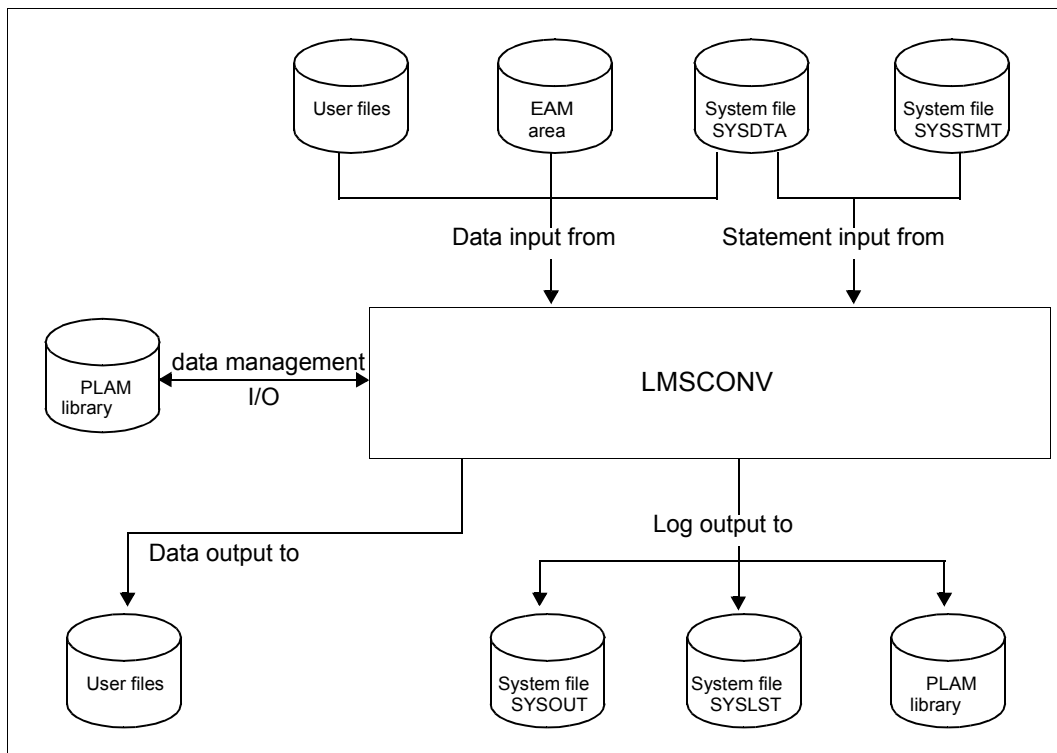 User files
EAM
area
System file
SYSDTA
System file
SYSSTMT
Data input from
Statement input from
PLAM
library
data management
I/O
LMSCONV
Data output to
Log output to
User files
System file
SYSOUT
System file
SYSLST
PLAM
library